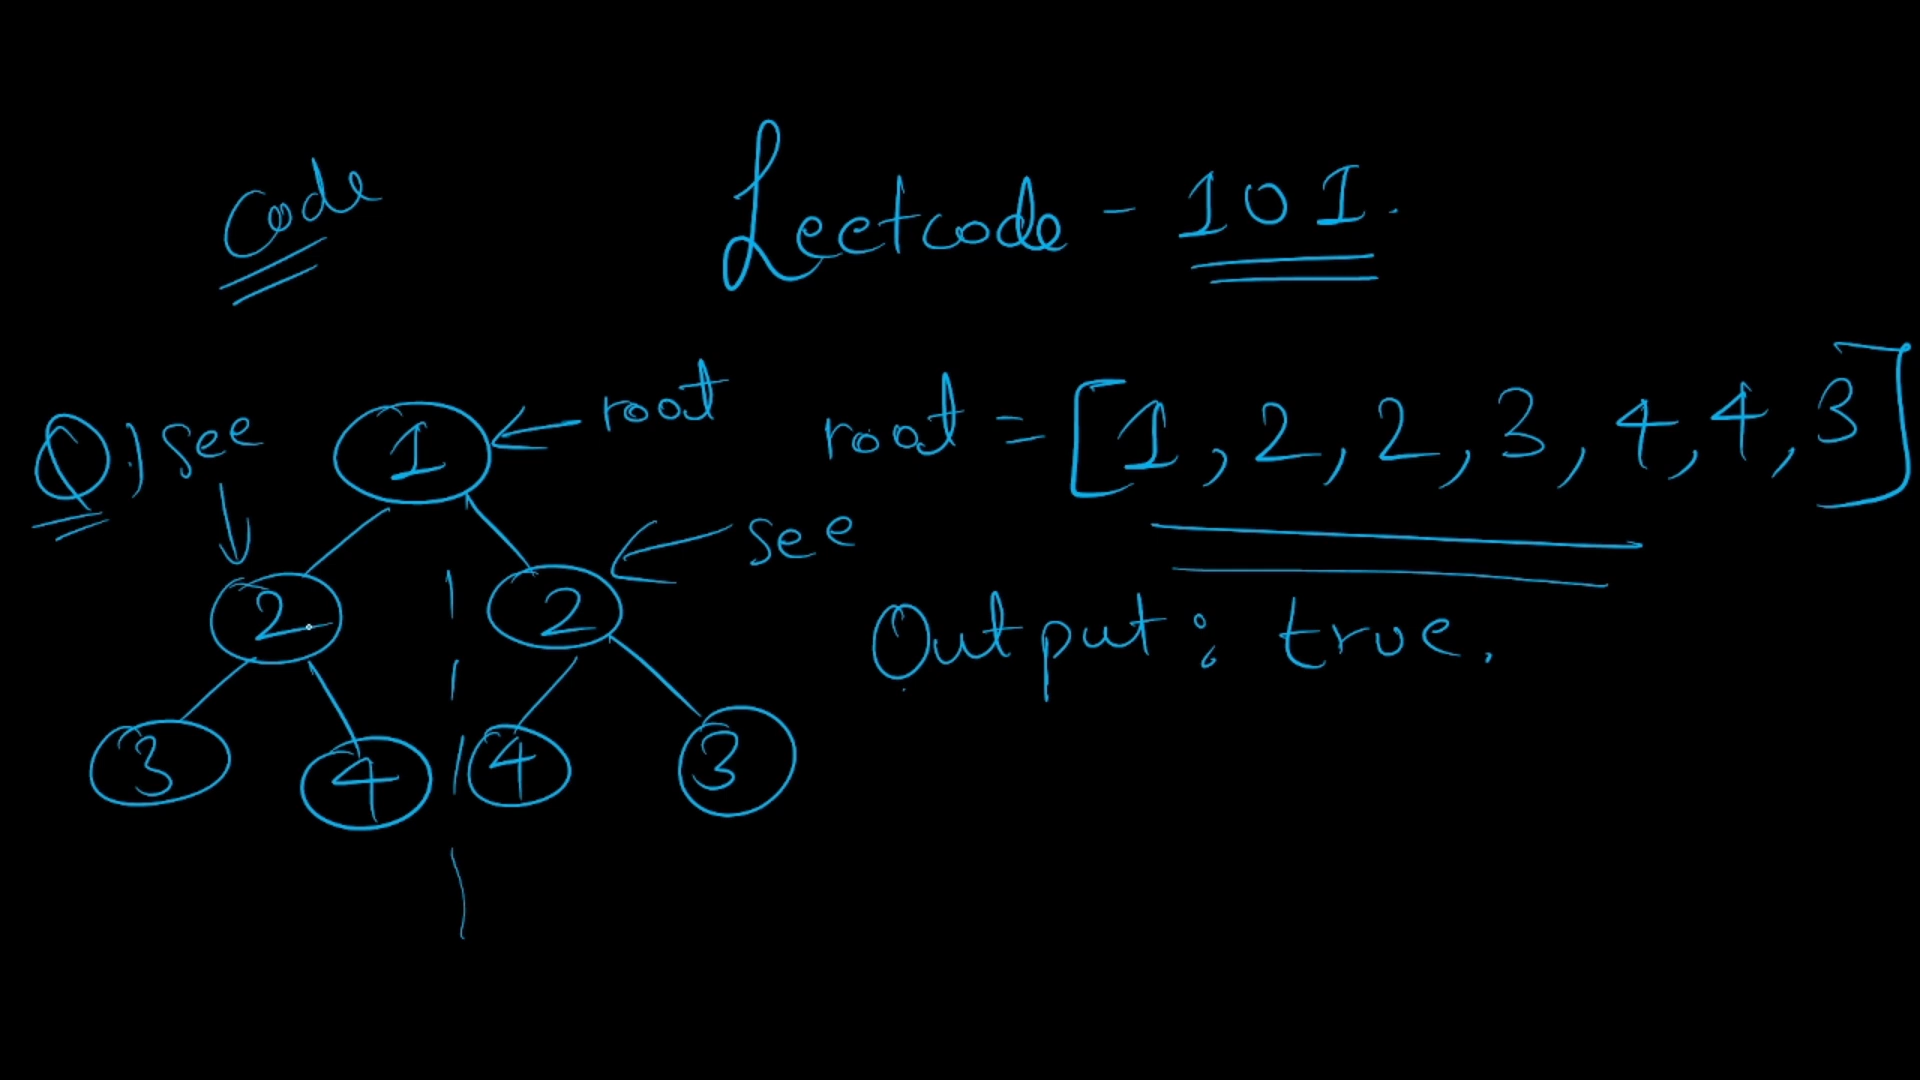 Code
Leetcode - 101.
Q.) see
1 ← root
root = [1, 2, 2, 3, 4, 4, 3]
2 2 ← see
Output: true.
3 4 4 3